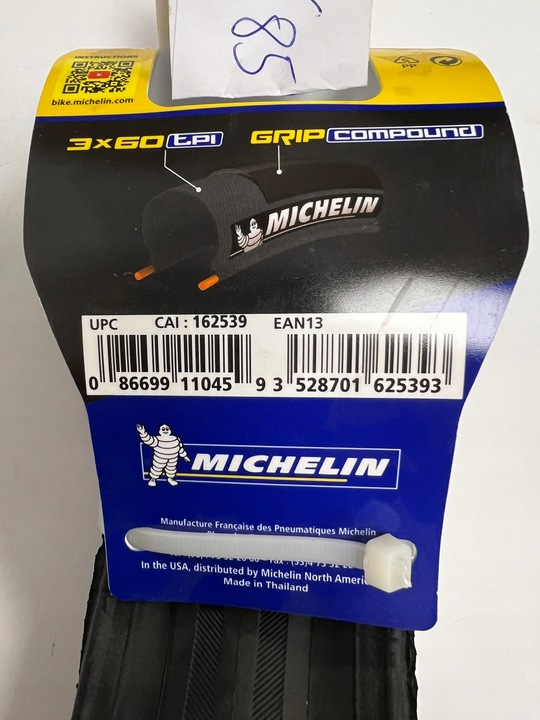 85
INSTRUCTIONS
bike.michelin.com
PP
3x60 tpi GRIP COMPOUND
MICHELIN
UPC CAI : 162539 EAN13
0 86699 11045 9 3 528701 625393
MICHELIN
Manufacture Française des Pneumatiques Michelin
In the USA, distributed by Michelin North
Made in Thailand